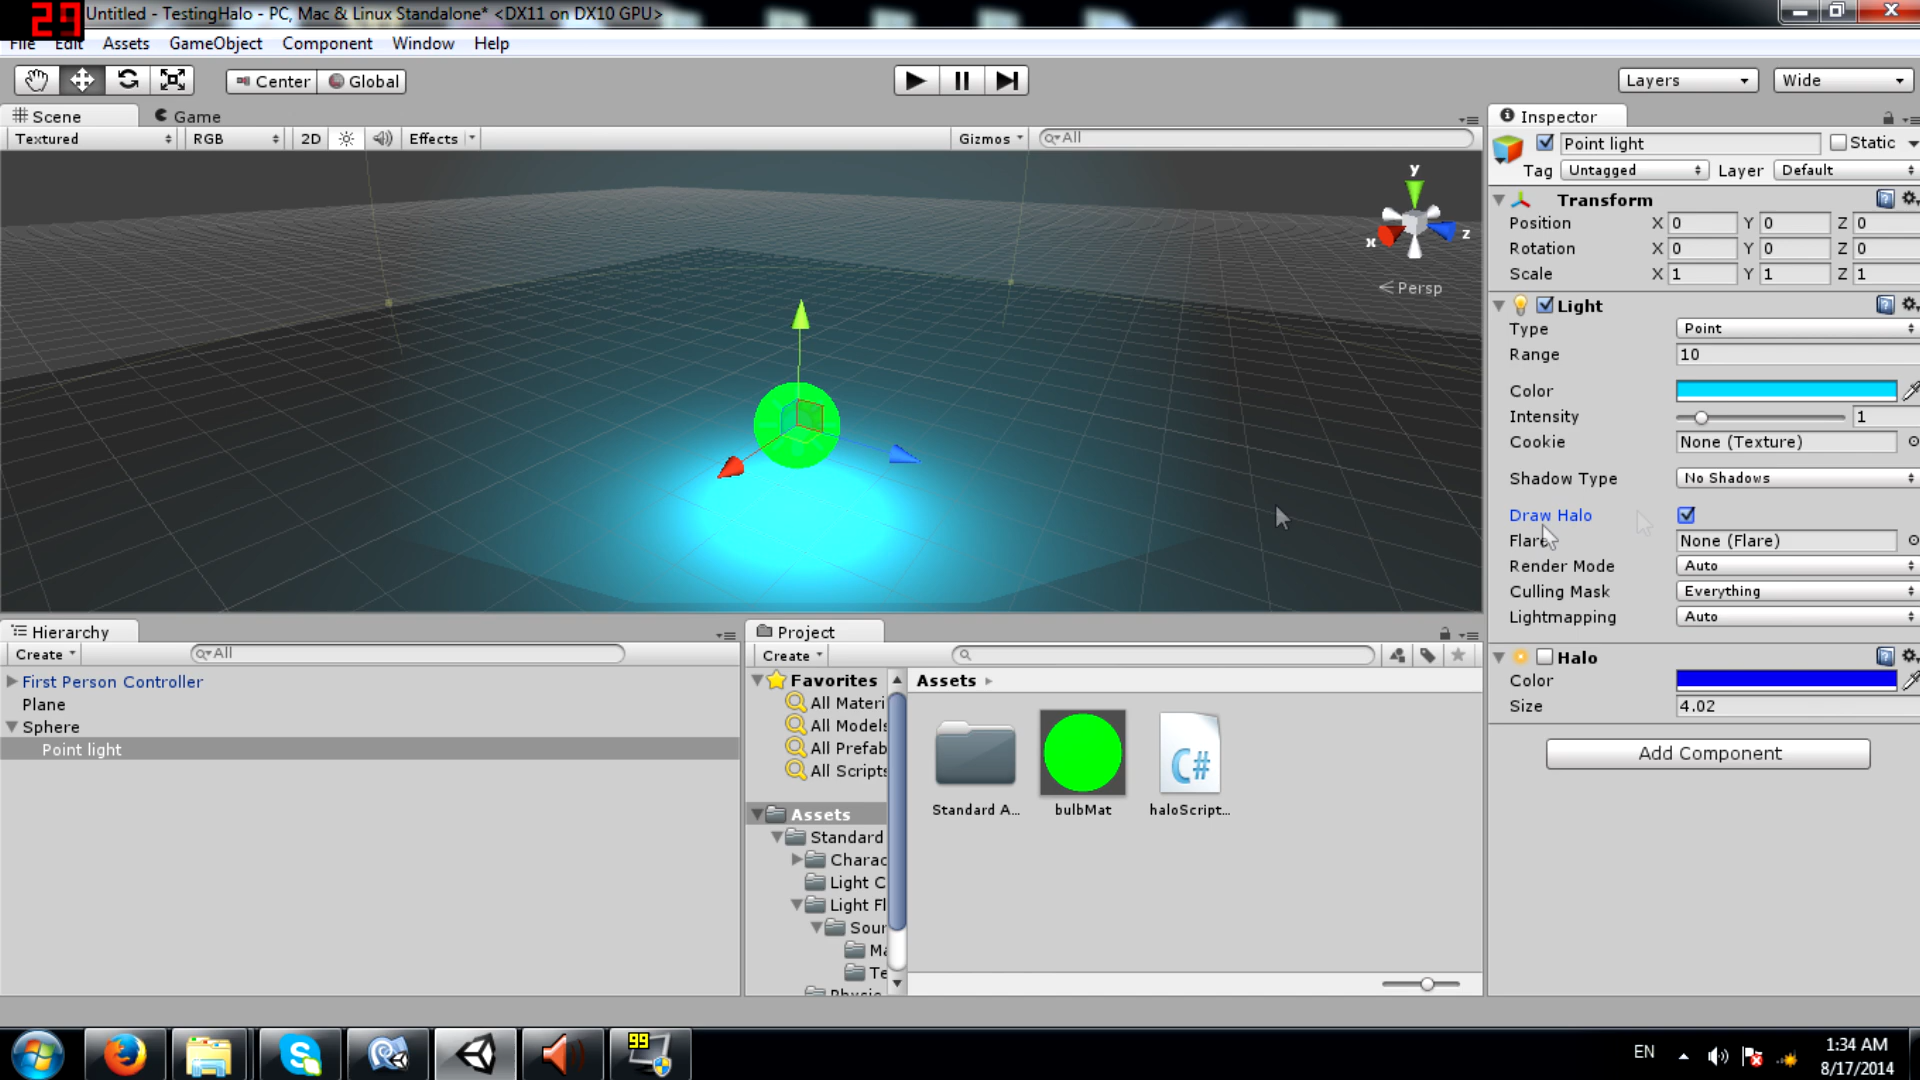 29
Untitled - TestingHalo - PC, Mac & Linux Standalone* <DX11 on DX10 GPU>
File Edit Assets GameObject Component Window Help
Center Global Layers Wide
Scene Game
Textured RGB 2D Effects Gizmos All
y
x z
Persp
Inspector
Point light Static
Tag Untagged Layer Default
Transform
Position X 0 Y 0 Z 0
Rotation X 0 Y 0 Z 0
Scale X 1 Y 1 Z 1
Light
Type Point
Range 10
Color
Intensity 1
Cookie None (Texture)
Shadow Type No Shadows
Draw Halo
Flare None (Flare)
Render Mode Auto
Culling Mask Everything
Lightmapping Auto
Halo
Color
Size 4.02
Add Component
Hierarchy
Create All
First Person Controller
Plane
Sphere
Point light
Project
Create
Favorites
All Materi
All Models
All Prefab
All Scripts
Assets
Standard
Charac
Light C
Light Fl
Sour
Ma
Te
Physic
Assets
Standard A...
bulbMat
C#
haloScript...
99
EN
1:34 AM
8/17/2014